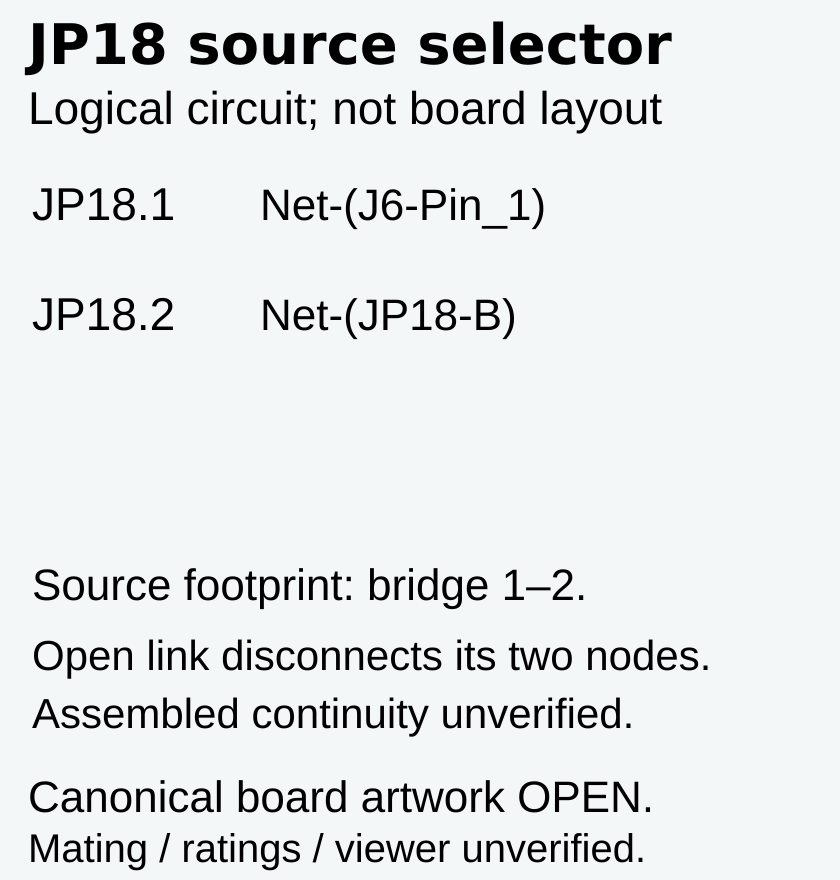 JP18 source selector
Logical circuit; not board layout
JP18.1 Net-(J6-Pin_1)
JP18.2 Net-(JP18-B)
Source footprint: bridge 1–2.
Open link disconnects its two nodes.
Assembled continuity unverified.
Canonical board artwork OPEN.
Mating / ratings / viewer unverified.